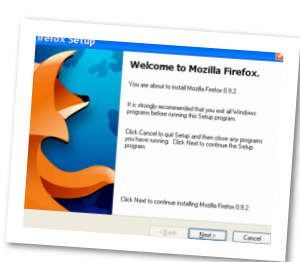 Firefox Setup
Welcome to Mozilla Firefox.
You are about to install Mozilla Firefox 0.9.2.
It is strongly recommended that you exit all Windows
programs before running this Setup program.
Click Cancel to quit Setup and then close any programs
you have running. Click Next to continue the Setup
program.
Click Next to continue installing Mozilla Firefox 0.9.2.
< Back
Next >
Cancel